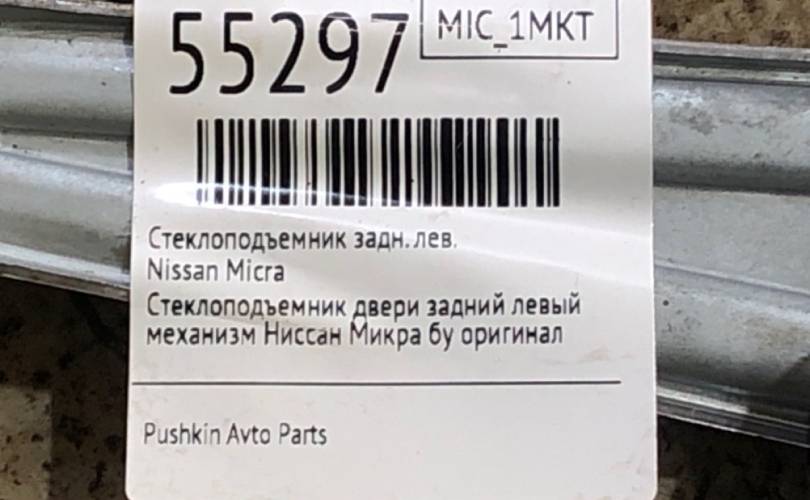 55297
MIC_1MKT
Стеклоподъемник задн. лев.
Nissan Micra
Стеклоподъемник двери задний левый
механизм Ниссан Микра бу оригинал
Pushkin Avto Parts